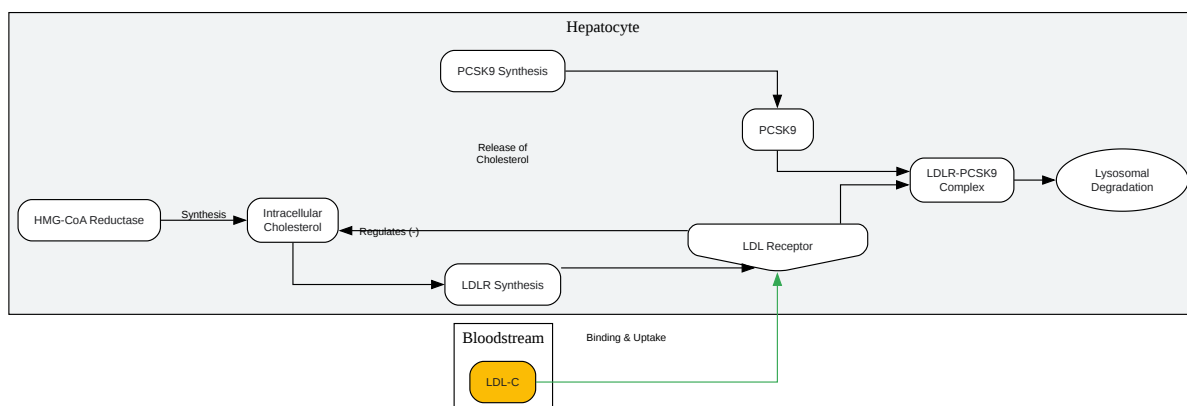 Hepatocyte
PCSK9 Synthesis
PCSK9
Release of
Cholesterol
LDLR-PCSK9
Complex
Lysosomal
Degradation
HMG-CoA Reductase
Synthesis
Intracellular
Cholesterol
Regulates (-)
LDL Receptor
LDLR Synthesis
Bloodstream
Binding & Uptake
LDL-C